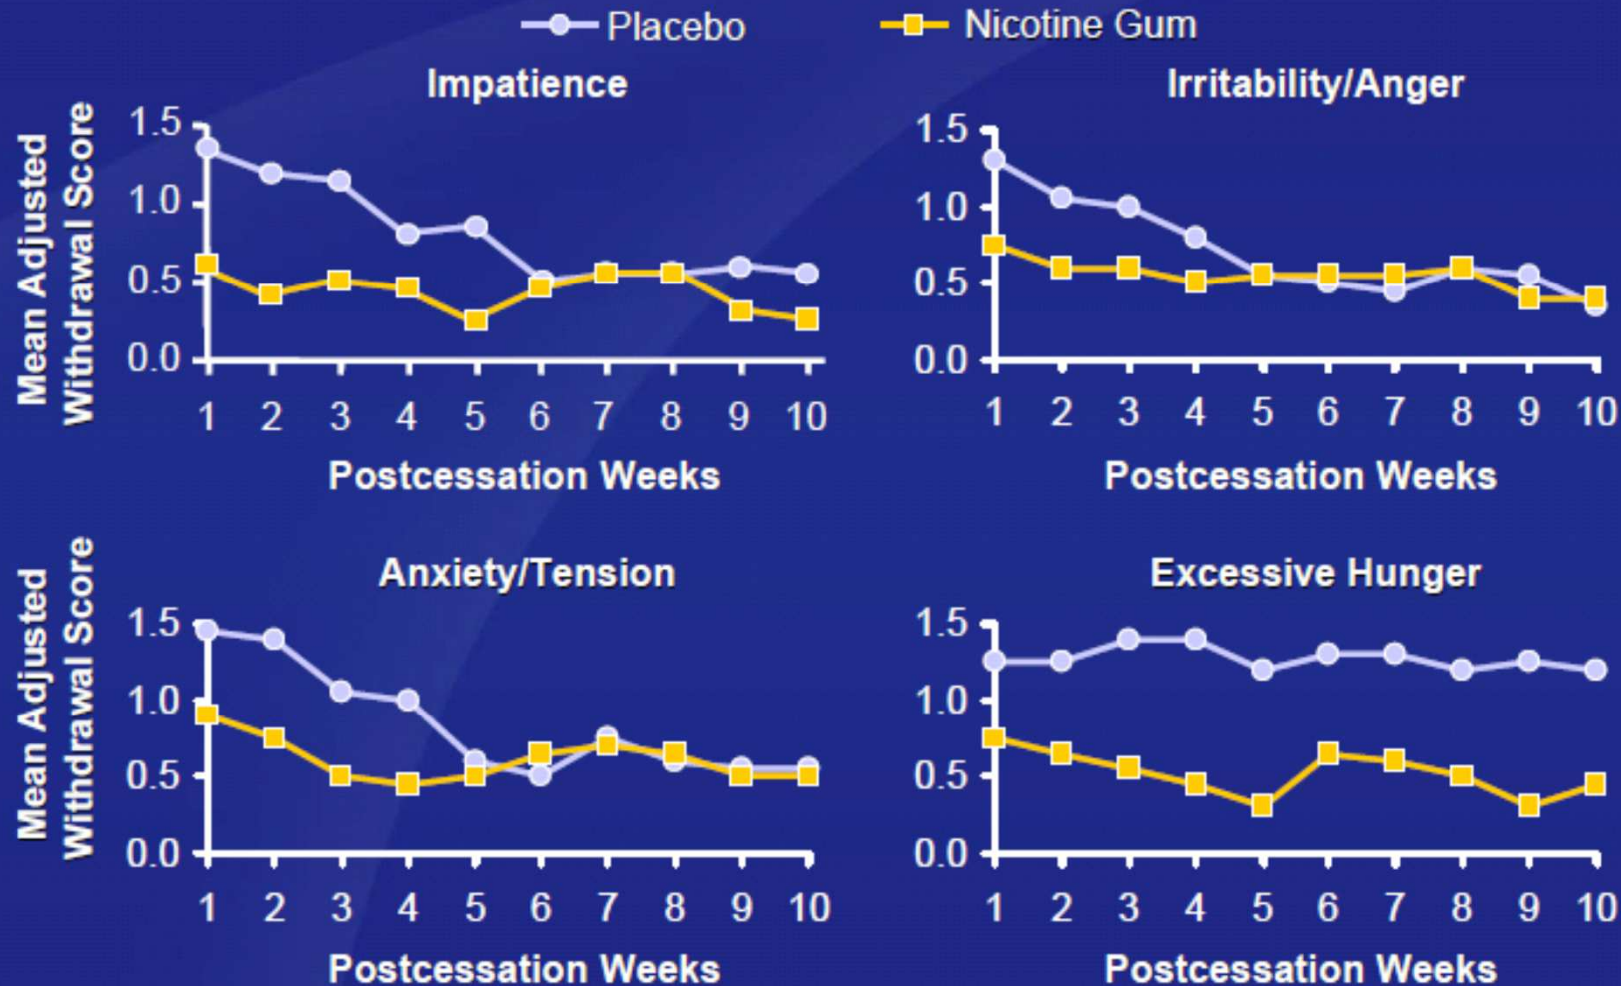 Placebo
Nicotine Gum
Impatience
Mean Adjusted
Withdrawal Score
1.5
1.0
0.5
0.0
1 2 3 4 5 6 7 8 9 10
Postcessation Weeks
Irritability/Anger
1.5
1.0
0.5
0.0
1 2 3 4 5 6 7 8 9 10
Postcessation Weeks
Anxiety/Tension
Mean Adjusted
Withdrawal Score
1.5
1.0
0.5
0.0
1 2 3 4 5 6 7 8 9 10
Postcessation Weeks
Excessive Hunger
1.5
1.0
0.5
0.0
1 2 3 4 5 6 7 8 9 10
Postcessation Weeks